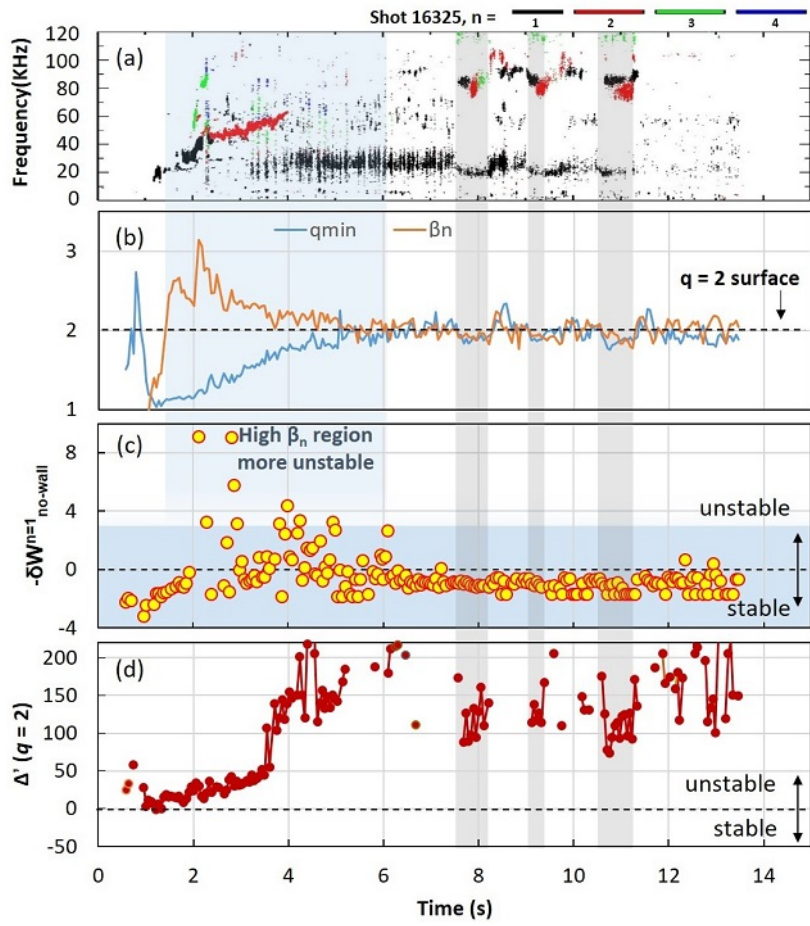 Shot 16325, n = 1 2 3 4
(a)
Frequency(KHz)
120
100
80
60
40
20
0
(b)
qmin βn
q = 2 surface
3
2
1
(c)
High βn region
more unstable
-δWⁿ⁼¹no-wall
unstable
stable
8
4
0
-4
(d)
Δ' (q = 2)
unstable
stable
200
150
100
50
0
-50
0 2 4 6 8 10 12 14
Time (s)